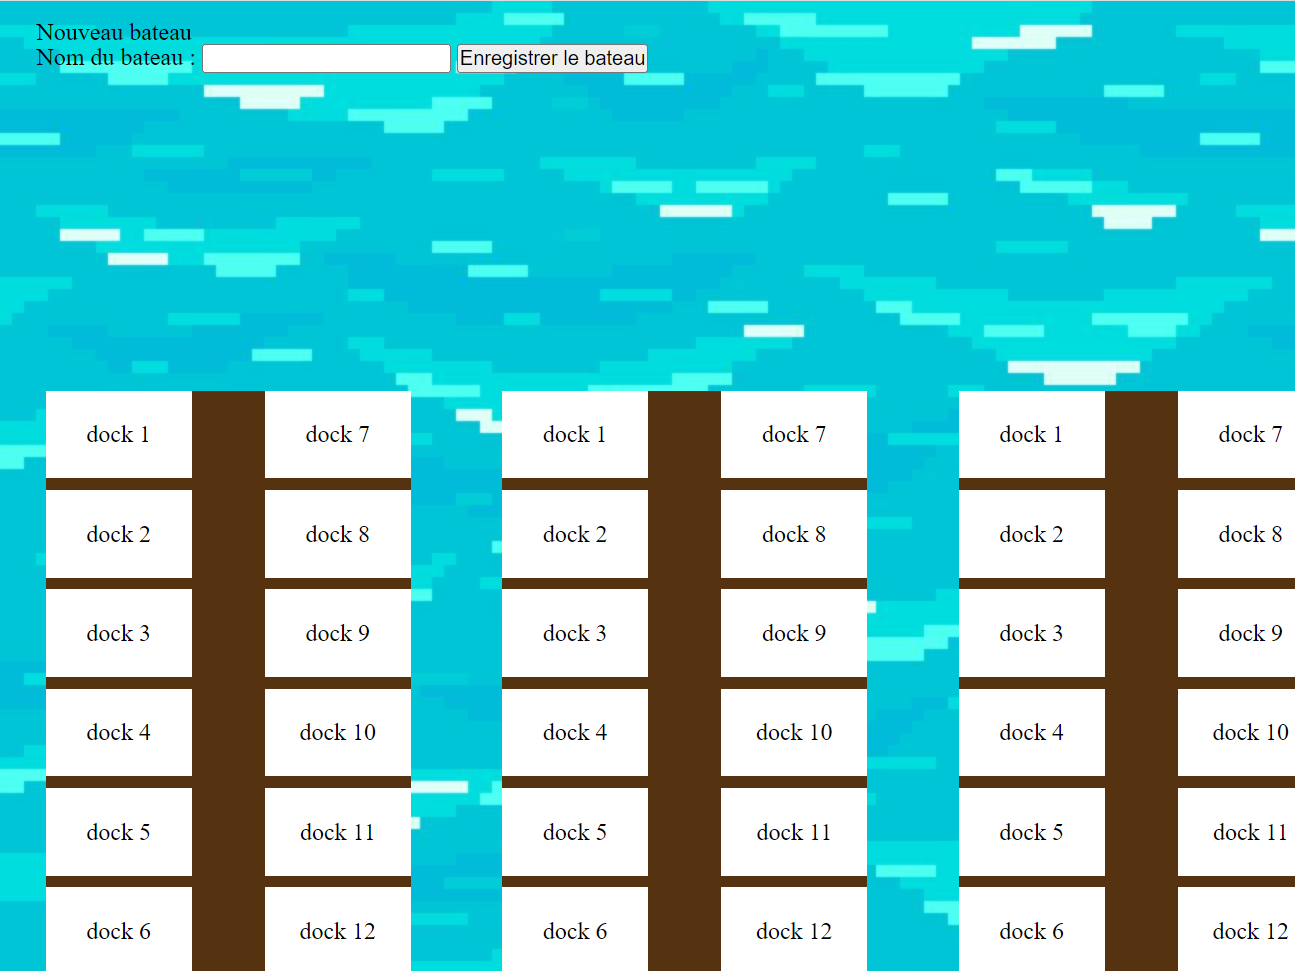 Nouveau bateau
Nom du bateau : Enregistrer le bateau
dock 1 dock 7 dock 1 dock 7 dock 1 dock 7
dock 2 dock 8 dock 2 dock 8 dock 2 dock 8
dock 3 dock 9 dock 3 dock 9 dock 3 dock 9
dock 4 dock 10 dock 4 dock 10 dock 4 dock 10
dock 5 dock 11 dock 5 dock 11 dock 5 dock 11
dock 6 dock 12 dock 6 dock 12 dock 6 dock 12